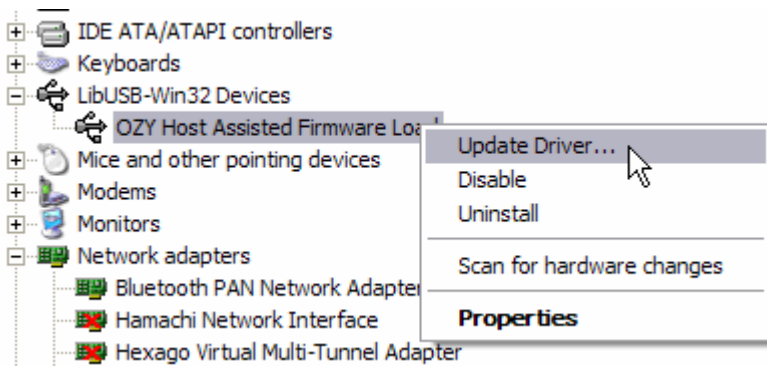 IDE ATA/ATAPI controllers
Keyboards
LibUSB-Win32 Devices
OZY Host Assisted Firmware Loa
Mice and other pointing devices
Modems
Monitors
Network adapters
Bluetooth PAN Network Adapter
Hamachi Network Interface
Hexago Virtual Multi-Tunnel Adapter
Update Driver...
Disable
Uninstall
Scan for hardware changes
Properties